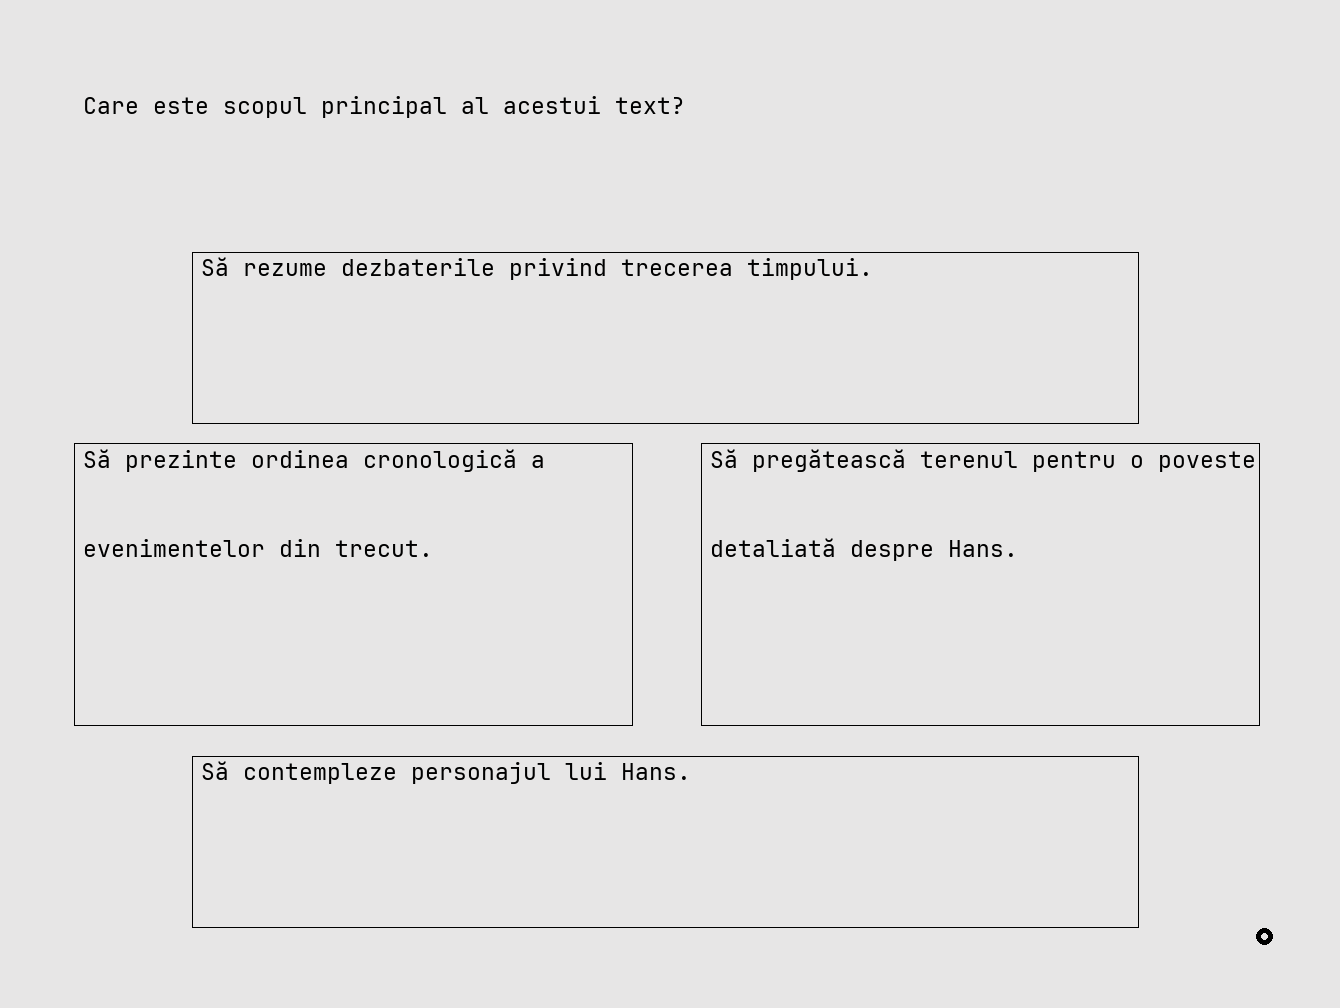 Care este scopul principal al acestui text?
Să rezume dezbaterile privind trecerea timpului.
Să prezinte ordinea cronologică a
evenimentelor din trecut.
Să pregătească terenul pentru o poveste
detaliată despre Hans.
Să contempleze personajul lui Hans.